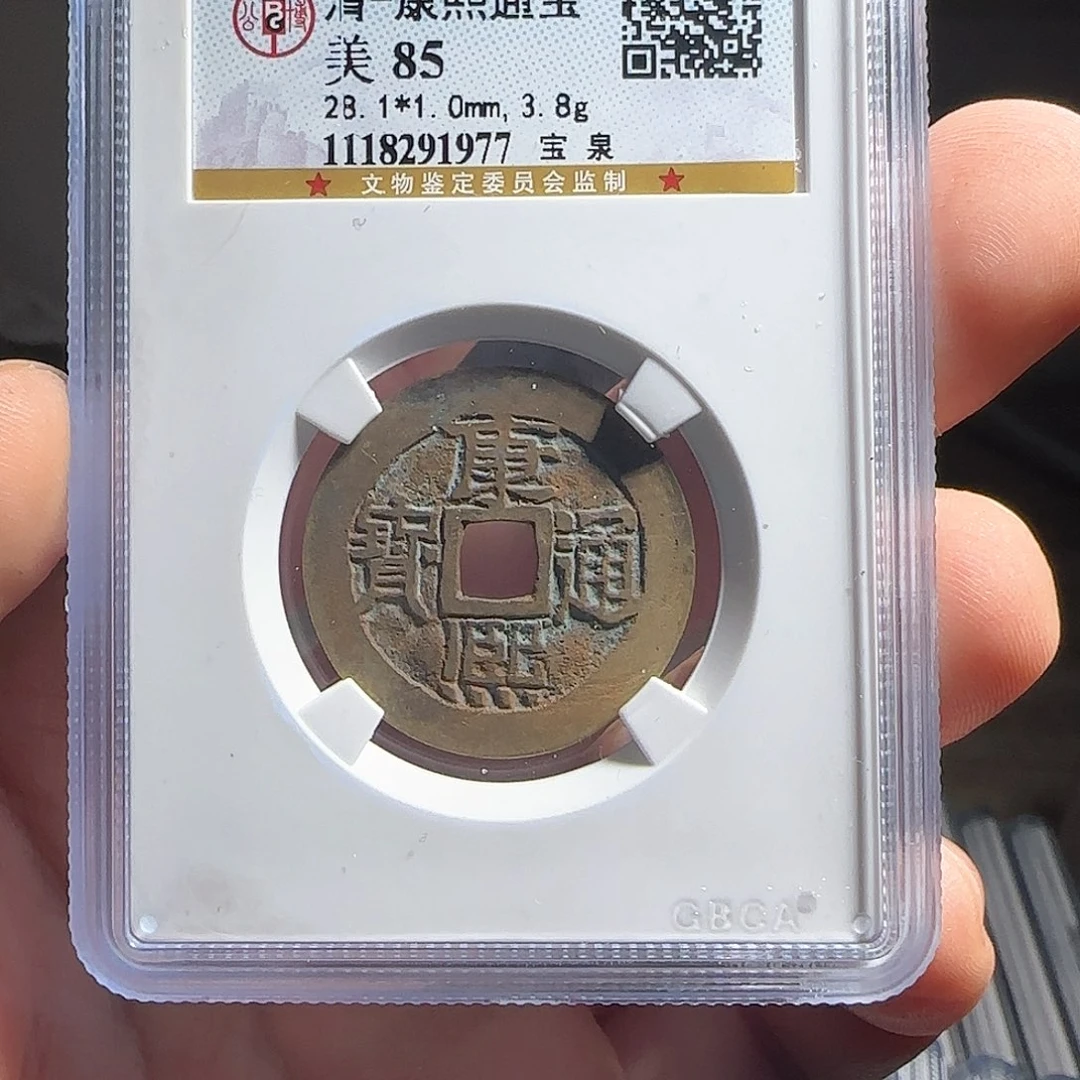 清-康熙通宝
美 85
28.1*1.0mm, 3.8g
1118291977 宝 泉
★ 文物鉴定委员会监制 ★
康
寶 通
熙
GBCA